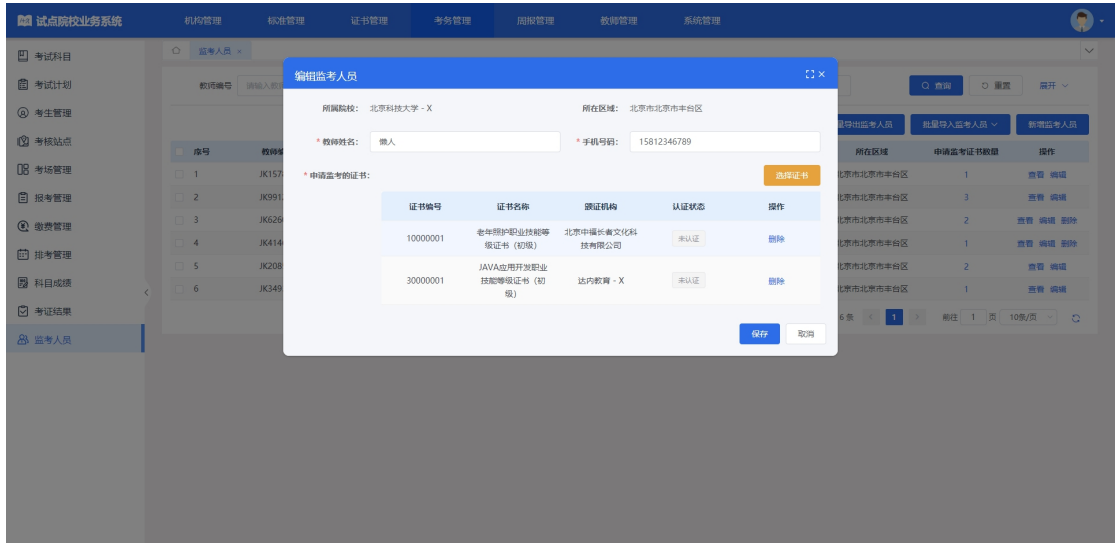 试点院校业务系统
机构管理 标准管理 证书管理 考务管理 周报管理 教师管理 系统管理
考试科目
考试计划
考生管理
考核站点
考场管理
报考管理
缴费管理
排考管理
科目成绩
考证结果
监考人员
监考人员 ×
教师编号 请输入教
查询 重置 展开
量导出监考人员 批量导入监考人员 新增监考人员
序号 教师编
所在区域 申请监考证书数量 操作
1 JK157 北京市北京市丰台区 1 查看 编辑
2 JK991 北京市北京市丰台区 3 查看 编辑
3 JK626 北京市北京市丰台区 2 查看 编辑 删除
4 JK414 北京市北京市丰台区 1 查看 编辑 删除
5 JK208 北京市北京市丰台区 2 查看 编辑
6 JK349 北京市北京市丰台区 1 查看 编辑
6 条 1 前往 1 页 10条/页
编辑监考人员
所属院校: 北京科技大学 - X
所在区域: 北京市北京市丰台区
* 教师姓名: 懒人
* 手机号码: 15812346789
* 申请监考的证书:
选择证书
证书编号 证书名称 颁证机构 认证状态 操作
10000001 老年照护职业技能等级证书（初级） 北京中福长者文化科技有限公司 未认证 删除
30000001 JAVA应用开发职业技能等级证书（初级） 达内教育 - X 未认证 删除
保存 取消